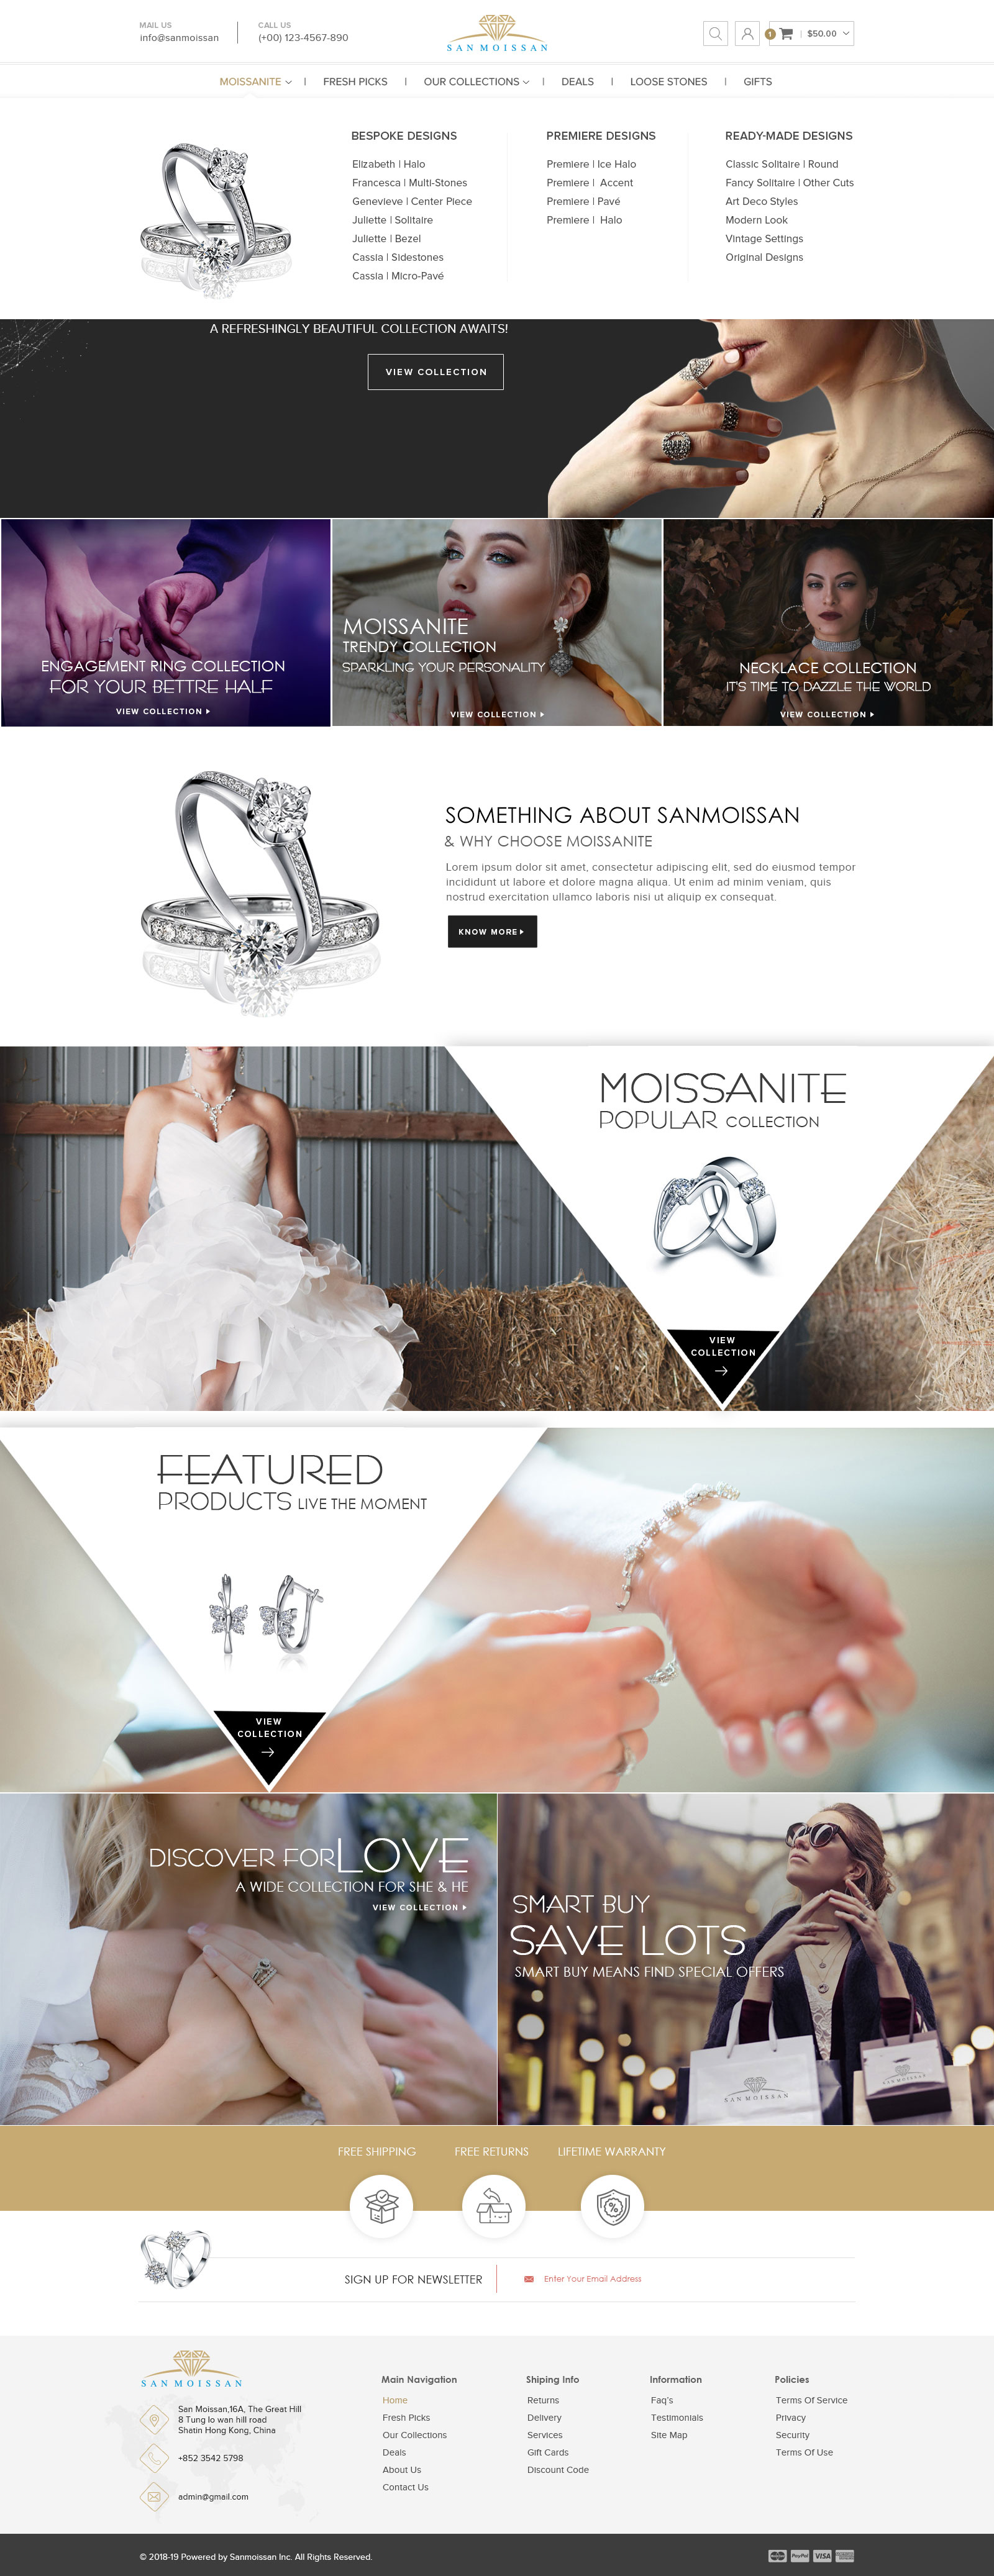 MAIL US
info@sanmoissan
CALL US
(+00) 123-4567-890
SAN MOISSAN
1
$50.00
MOISSANITE
FRESH PICKS
OUR COLLECTIONS
DEALS
LOOSE STONES
GIFTS
BESPOKE DESIGNS
Elizabeth | Halo
Francesca | Multi-Stones
Genevieve | Center Piece
Juliette | Solitaire
Juliette | Bezel
Cassia | Sidestones
Cassia | Micro-Pavé
PREMIERE DESIGNS
Premiere | Ice Halo
Premiere | Accent
Premiere | Pavé
Premiere | Halo
READY-MADE DESIGNS
Classic Solitaire | Round
Fancy Solitaire | Other Cuts
Art Deco Styles
Modern Look
Vintage Settings
Original Designs
A REFRESHINGLY BEAUTIFUL COLLECTION AWAITS!
VIEW COLLECTION
ENGAGEMENT RING COLLECTION
FOR YOUR BETTRE HALF
VIEW COLLECTION
MOISSANITE
TRENDY COLLECTION
SPARKLING YOUR PERSONALITY
VIEW COLLECTION
NECKLACE COLLECTION
IT'S TIME TO DAZZLE THE WORLD
VIEW COLLECTION
SOMETHING ABOUT SANMOISSAN
& WHY CHOOSE MOISSANITE
Lorem ipsum dolor sit amet, consectetur adipiscing elit, sed do eiusmod tempor
incididunt ut labore et dolore magna aliqua. Ut enim ad minim veniam, quis
nostrud exercitation ullamco laboris nisi ut aliquip ex consequat.
KNOW MORE
MOISSANITE
POPULAR COLLECTION
VIEW
COLLECTION
FEATURED
PRODUCTS LIVE THE MOMENT
VIEW
COLLECTION
DISCOVER FOR LOVE
A WIDE COLLECTION FOR SHE & HE
VIEW COLLECTION
SMART BUY
SAVE LOTS
SMART BUY MEANS FIND SPECIAL OFFERS
SAN MOISSAN
SAN MOISSAN
FREE SHIPPING
FREE RETURNS
LIFETIME WARRANTY
SIGN UP FOR NEWSLETTER
Enter Your Email Address
SAN MOISSAN
San Moissan,16A, The Great Hill
8 Tung lo wan hill road
Shatin Hong Kong, China
+852 3542 5798
admin@gmail.com
Main Navigation
Home
Fresh Picks
Our Collections
Deals
About Us
Contact Us
Shiping Info
Returns
Delivery
Services
Gift Cards
Discount Code
Information
Faq's
Testimonials
Site Map
Policies
Terms Of Service
Privacy
Security
Terms Of Use
© 2018-19 Powered by Sanmoissan Inc. All Rights Reserved.
PayPal
VISA